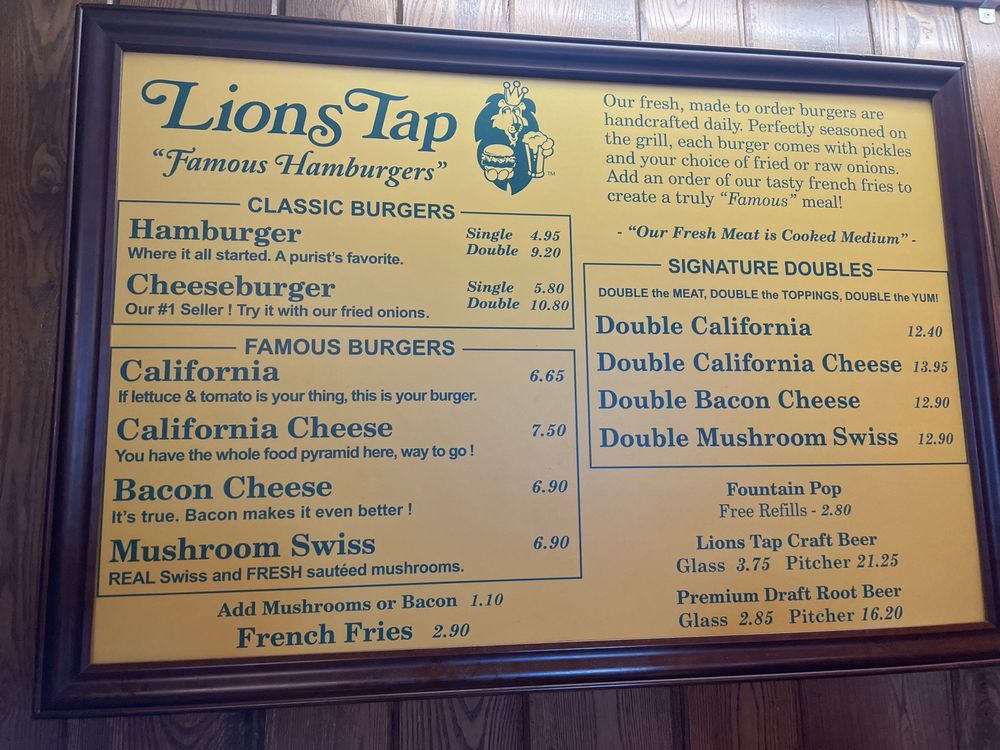 Lions Tap
"Famous Hamburgers"
TM
CLASSIC BURGERS
Hamburger Single 4.95
Where it all started. A purist's favorite. Double 9.20
Cheeseburger Single 5.80
Our #1 Seller ! Try it with our fried onions. Double 10.80
FAMOUS BURGERS
California 6.65
If lettuce & tomato is your thing, this is your burger.
California Cheese 7.50
You have the whole food pyramid here, way to go !
Bacon Cheese 6.90
It's true. Bacon makes it even better !
Mushroom Swiss 6.90
REAL Swiss and FRESH sautéed mushrooms.
Add Mushrooms or Bacon 1.10
French Fries 2.90
Our fresh, made to order burgers are
handcrafted daily. Perfectly seasoned on
the grill, each burger comes with pickles
and your choice of fried or raw onions.
Add an order of our tasty french fries to
create a truly "Famous" meal!
- "Our Fresh Meat is Cooked Medium" -
SIGNATURE DOUBLES
DOUBLE the MEAT, DOUBLE the TOPPINGS, DOUBLE the YUM!
Double California 12.40
Double California Cheese 13.95
Double Bacon Cheese 12.90
Double Mushroom Swiss 12.90
Fountain Pop
Free Refills - 2.80
Lions Tap Craft Beer
Glass 3.75 Pitcher 21.25
Premium Draft Root Beer
Glass 2.85 Pitcher 16.20